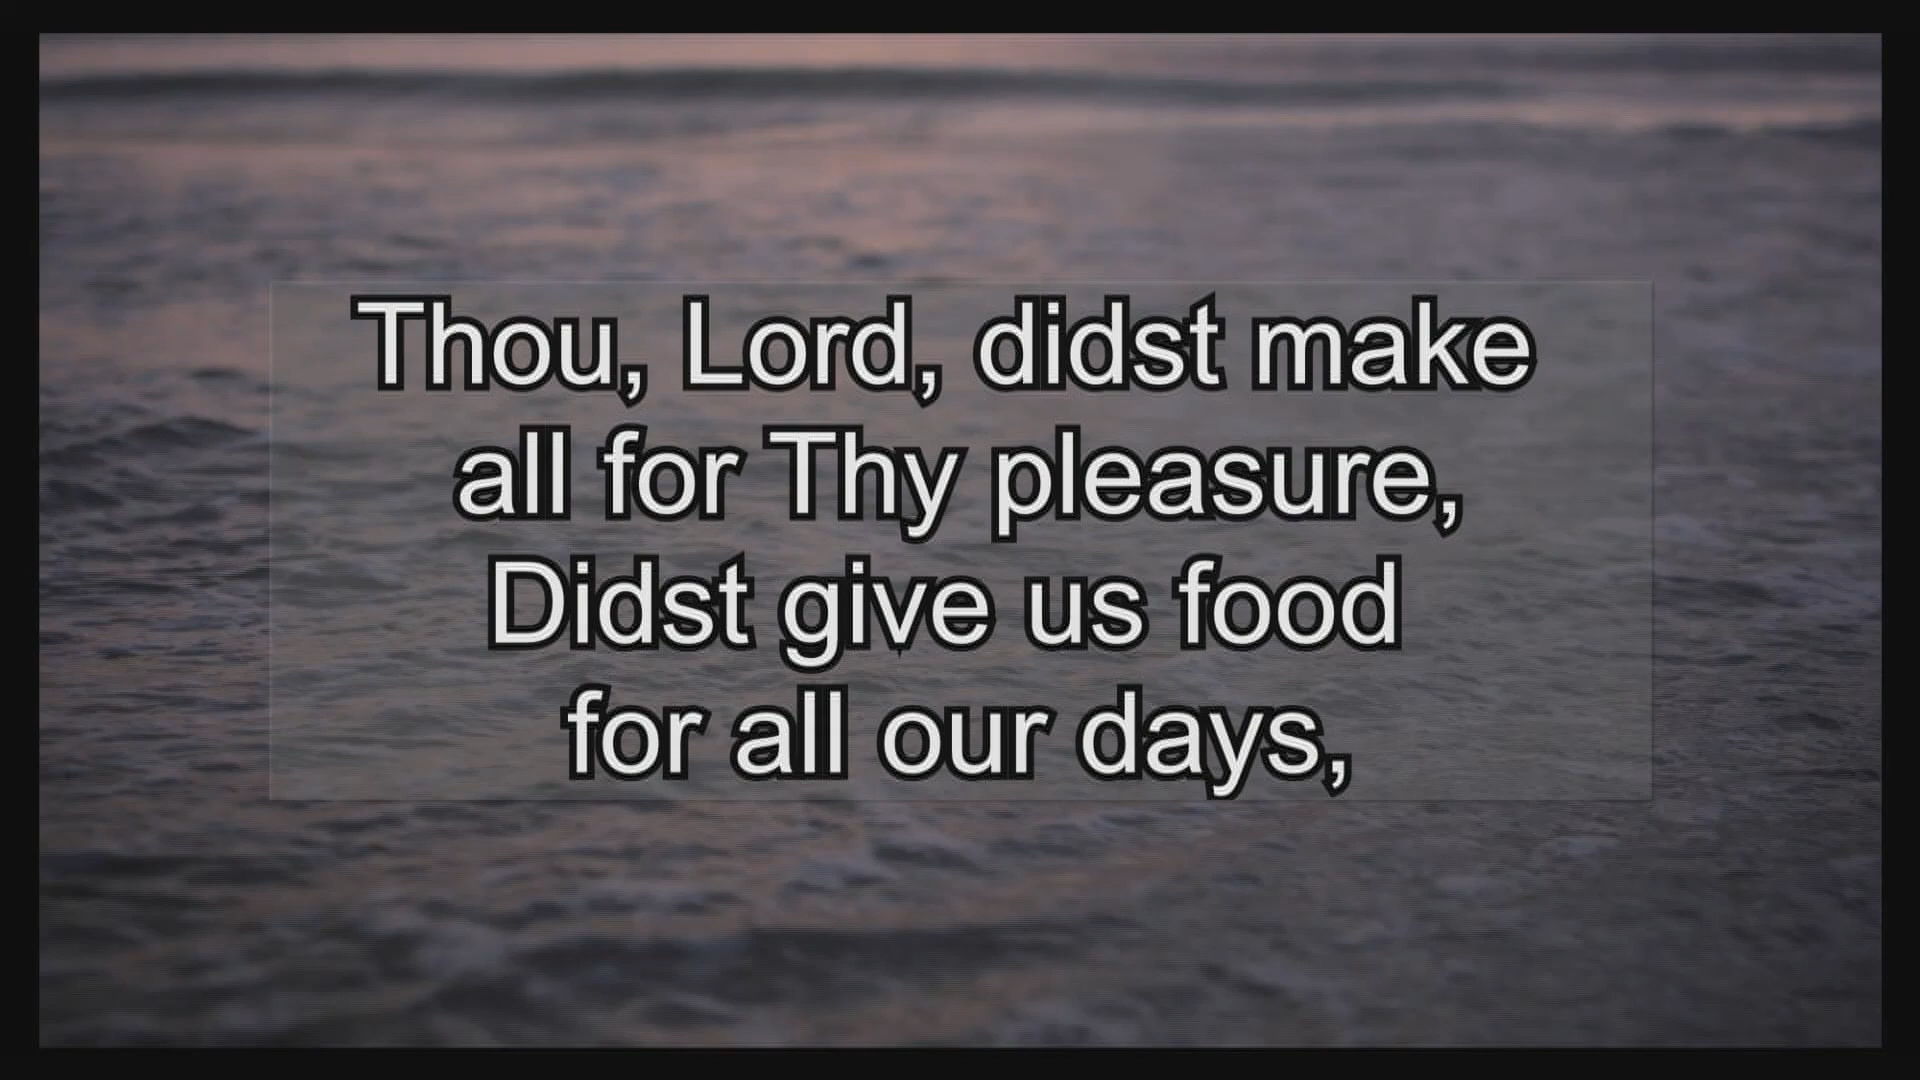 Thou, Lord, didst make
all for Thy pleasure,
Didst give us food
for all our days,